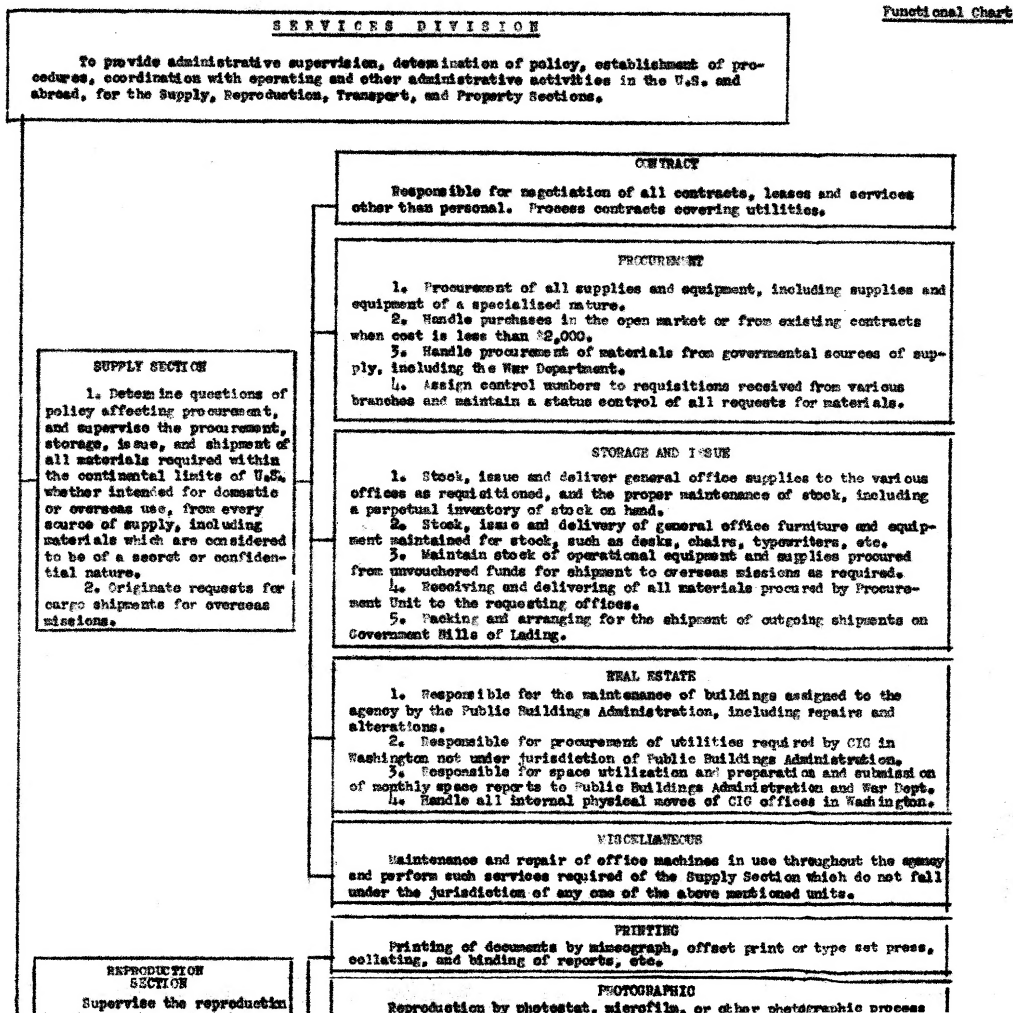 Functional Chart
SERVICES DIVISION
To provide administrative supervision, determination of policy, establishment of pro-
cedures, coordination with operating and other administrative activities in the U.S. and
abroad, for the Supply, Reproduction, Transport, and Property Sections.
SUPPLY SECTION
1. Determine questions of
policy affecting procurement,
and supervise the procurement,
storage, issue, and shipment of
all materials required within
the continental limits of U.S.
whether intended for domestic
or overseas use, from every
source of supply, including
materials which are considered
to be of a secret or confiden-
tial nature.
2. Originate requests for
cargo shipments for overseas
missions.
CONTRACT
Responsible for negotiation of all contracts, leases and services
other than personal. Process contracts covering utilities.
PROCUREMENT
1. Procurement of all supplies and equipment, including supplies and
equipment of a specialized nature.
2. Handle purchases in the open market or from existing contracts
when cost is less than $2,000.
3. Handle procurement of materials from governmental sources of sup-
ply, including the War Department.
4. Assign control numbers to requisitions received from various
branches and maintain a status control of all requests for materials.
STORAGE AND ISSUE
1. Stock, issue and deliver general office supplies to the various
offices as requisitioned, and the proper maintenance of stock, including
a perpetual inventory of stock on hand.
2. Stock, issue and delivery of general office furniture and equip-
ment maintained for stock, such as desks, chairs, typewriters, etc.
3. Maintain stock of operational equipment and supplies procured
from unvouchered funds for shipment to overseas missions as required.
4. Receiving and delivering of all materials procured by Procure-
ment Unit to the requesting offices.
5. Packing and arranging for the shipment of outgoing shipments on
Government Bills of Lading.
REAL ESTATE
1. Responsible for the maintenance of buildings assigned to the
agency by the Public Buildings Administration, including repairs and
alterations.
2. Responsible for procurement of utilities required by CIG in
Washington not under jurisdiction of Public Buildings Administration.
3. Responsible for space utilization and preparation and submission
of monthly space reports to Public Buildings Administration and War Dept.
4. Handle all internal physical moves of CIG offices in Washington.
MISCELLANEOUS
Maintenance and repair of office machines in use throughout the agency
and perform such services required of the Supply Section which do not fall
under the jurisdiction of any one of the above mentioned units.
REPRODUCTION
SECTION
Supervise the reproduction
PRINTING
Printing of documents by mimeograph, offset print or type set press,
collating, and binding of reports, etc.
PHOTOGRAPHIC
Reproduction by photostat, microfilm, or other photographic process